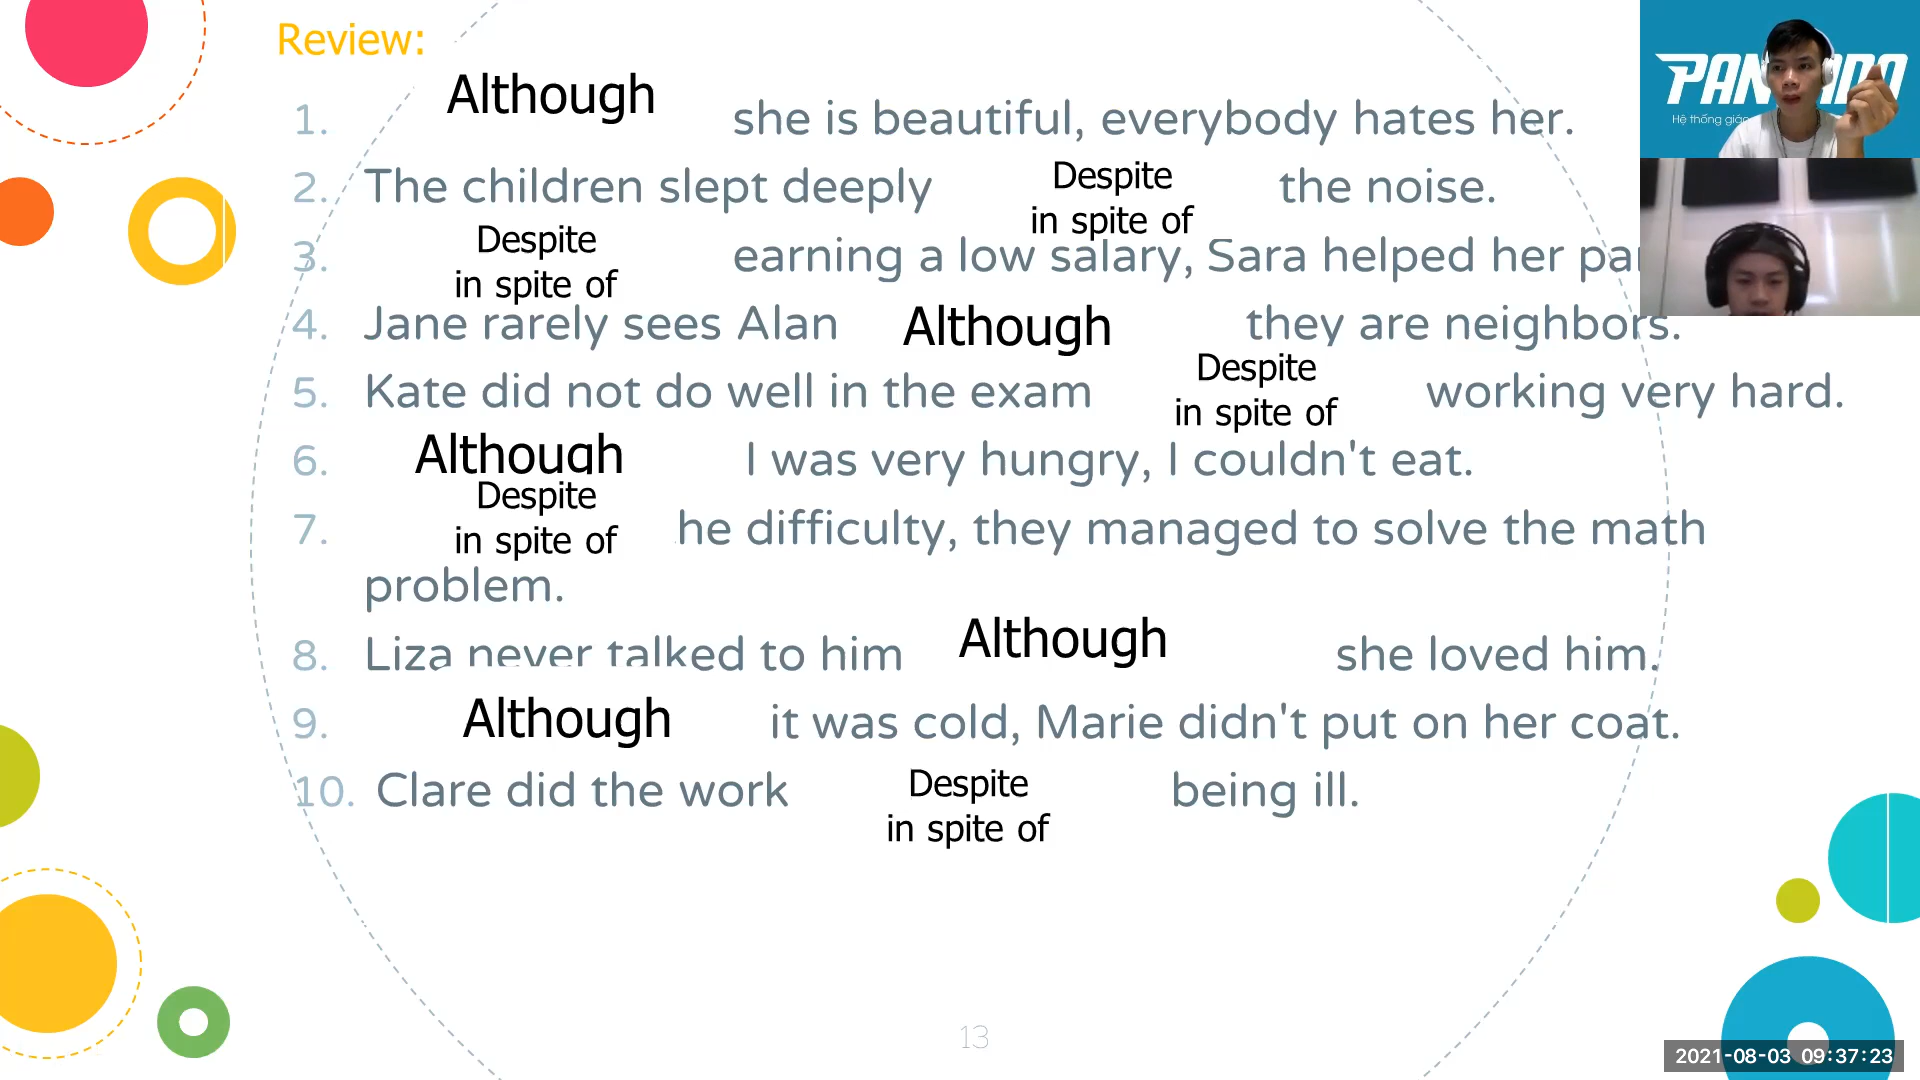 Review:
1. Although she is beautiful, everybody hates her.
2. The children slept deeply Despite in spite of the noise.
3. Despite in spite of earning a low salary, Sara helped her
4. Jane rarely sees Alan Although they are neighbors.
5. Kate did not do well in the exam Despite in spite of working very hard.
6. Although I was very hungry, I couldn't eat.
7. Despite in spite of he difficulty, they managed to solve the math
problem.
8. Liza never talked to him Although she loved him.
9. Although it was cold, Marie didn't put on her coat.
10. Clare did the work Despite in spite of being ill.
13
Hệ thống giáo
2021-08-03 09:37:23